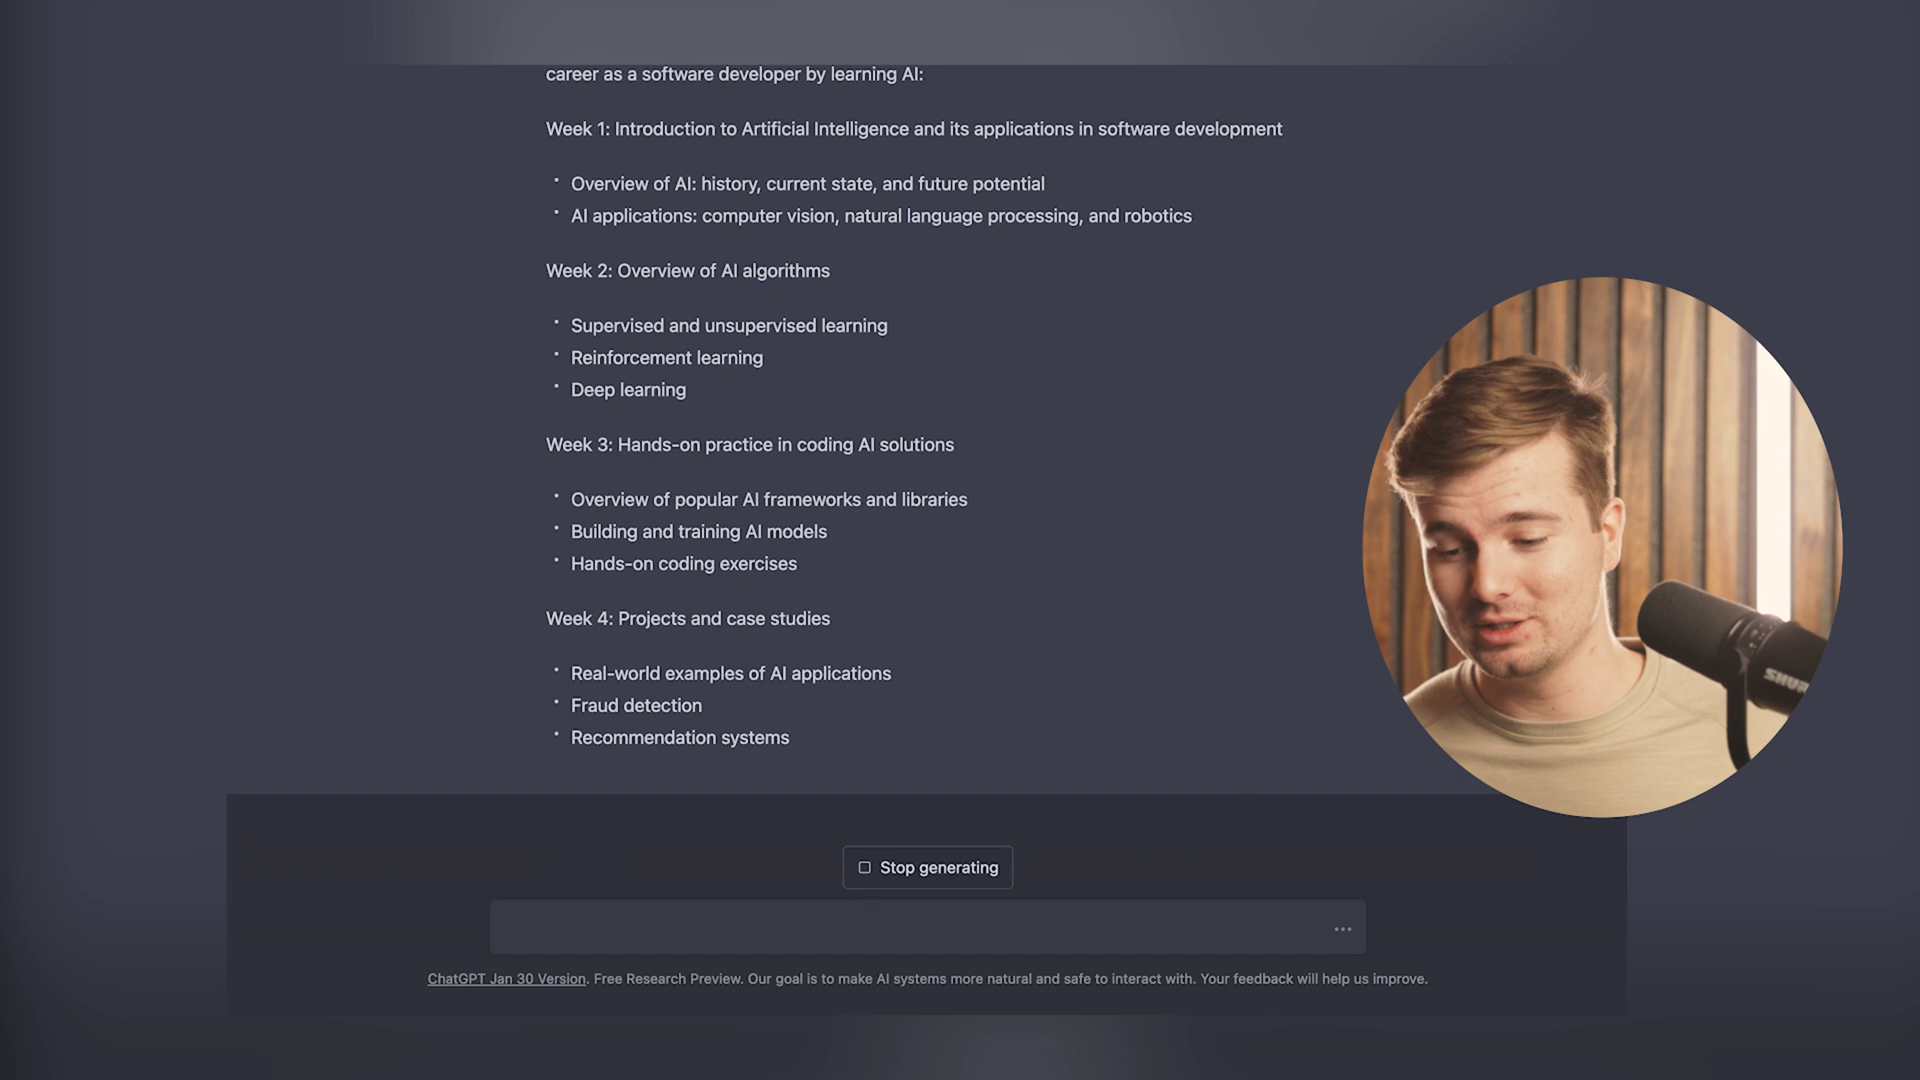 career as a software developer by learning AI:
Week 1: Introduction to Artificial Intelligence and its applications in software development
Overview of AI: history, current state, and future potential
AI applications: computer vision, natural language processing, and robotics
Week 2: Overview of AI algorithms
Supervised and unsupervised learning
Reinforcement learning
Deep learning
Week 3: Hands-on practice in coding AI solutions
Overview of popular AI frameworks and libraries
Building and training AI models
Hands-on coding exercises
Week 4: Projects and case studies
Real-world examples of AI applications
Fraud detection
Recommendation systems
SHURE
Stop generating
ChatGPT Jan 30 Version. Free Research Preview. Our goal is to make AI systems more natural and safe to interact with. Your feedback will help us improve.